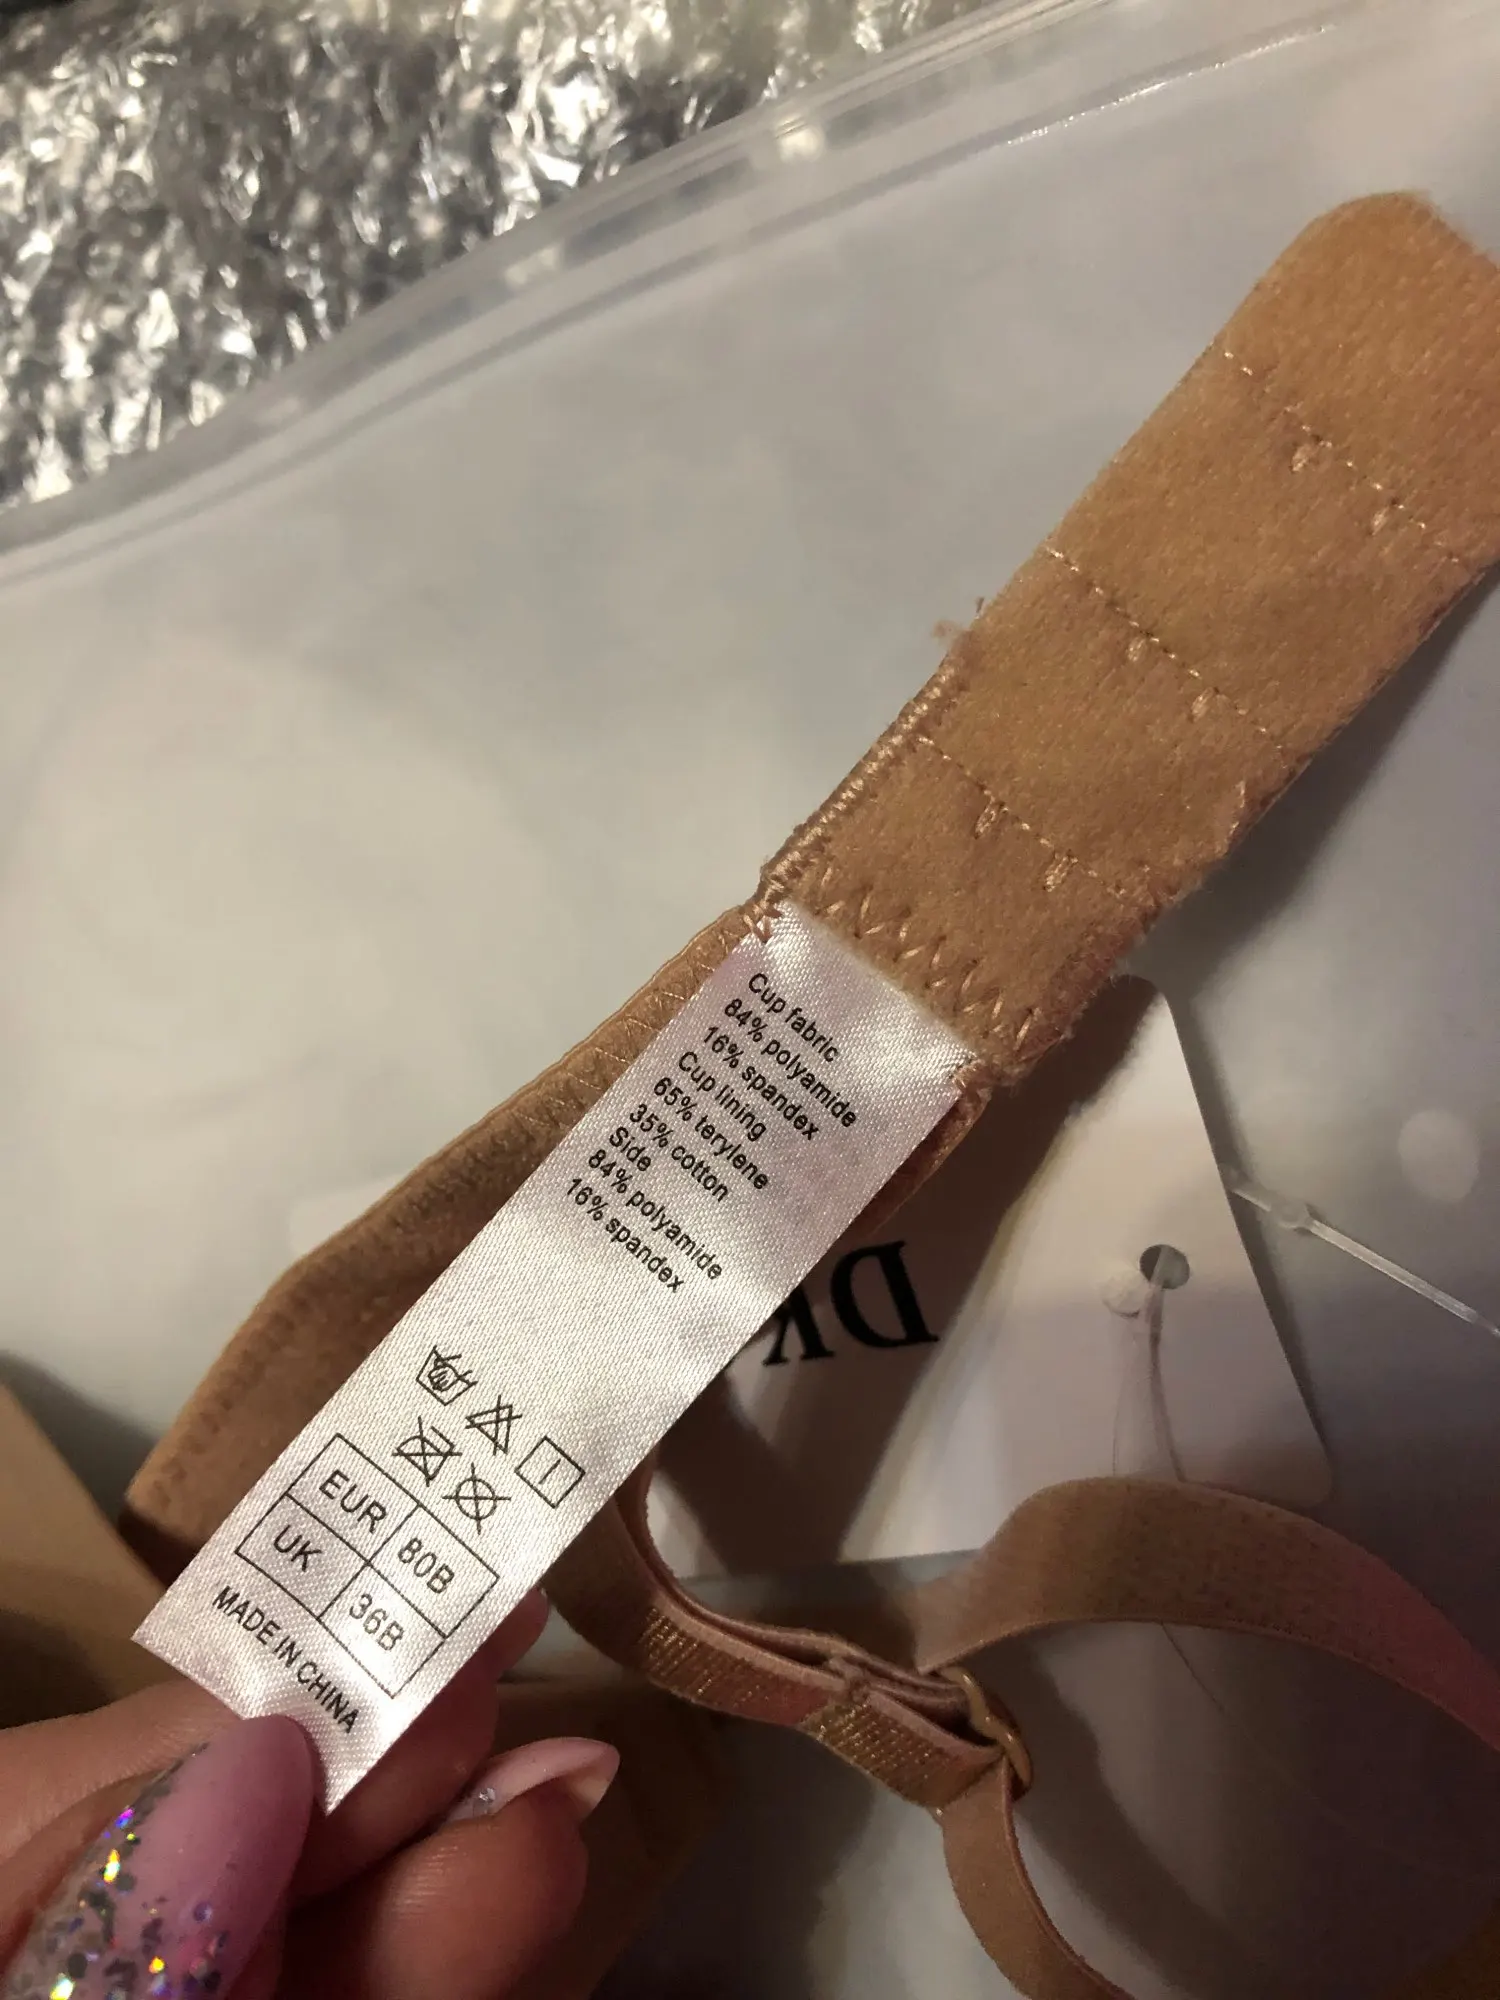 Cup fabric
84% polyamide
16% spandex
Cup lining
65% terylene
35% cotton
Side
84% polyamide
16% spandex
EUR 80B
UK 36B
MADE IN CHINA
DK